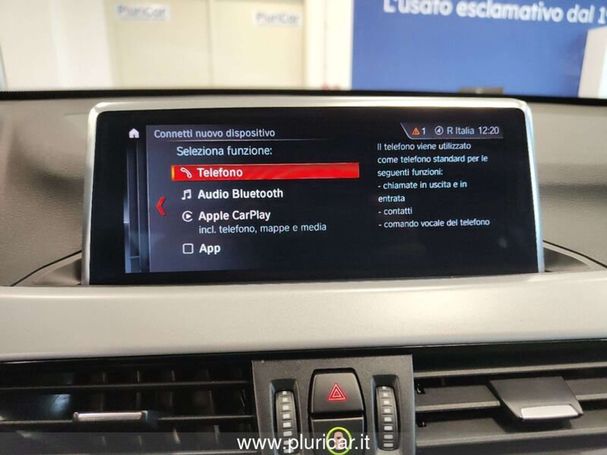 PluriCar
L'usato esclamativo dal 19
Connetti nuovo dispositivo
1 R Italia 12:20
Seleziona funzione:
Telefono
Audio Bluetooth
Apple CarPlay
incl. telefono, mappe e media
App
Il telefono viene utilizzato
come telefono standard per le
seguenti funzioni:
- chiamate in uscita e in
entrata
- contatti
- comando vocale del telefono
www.pluricar.it